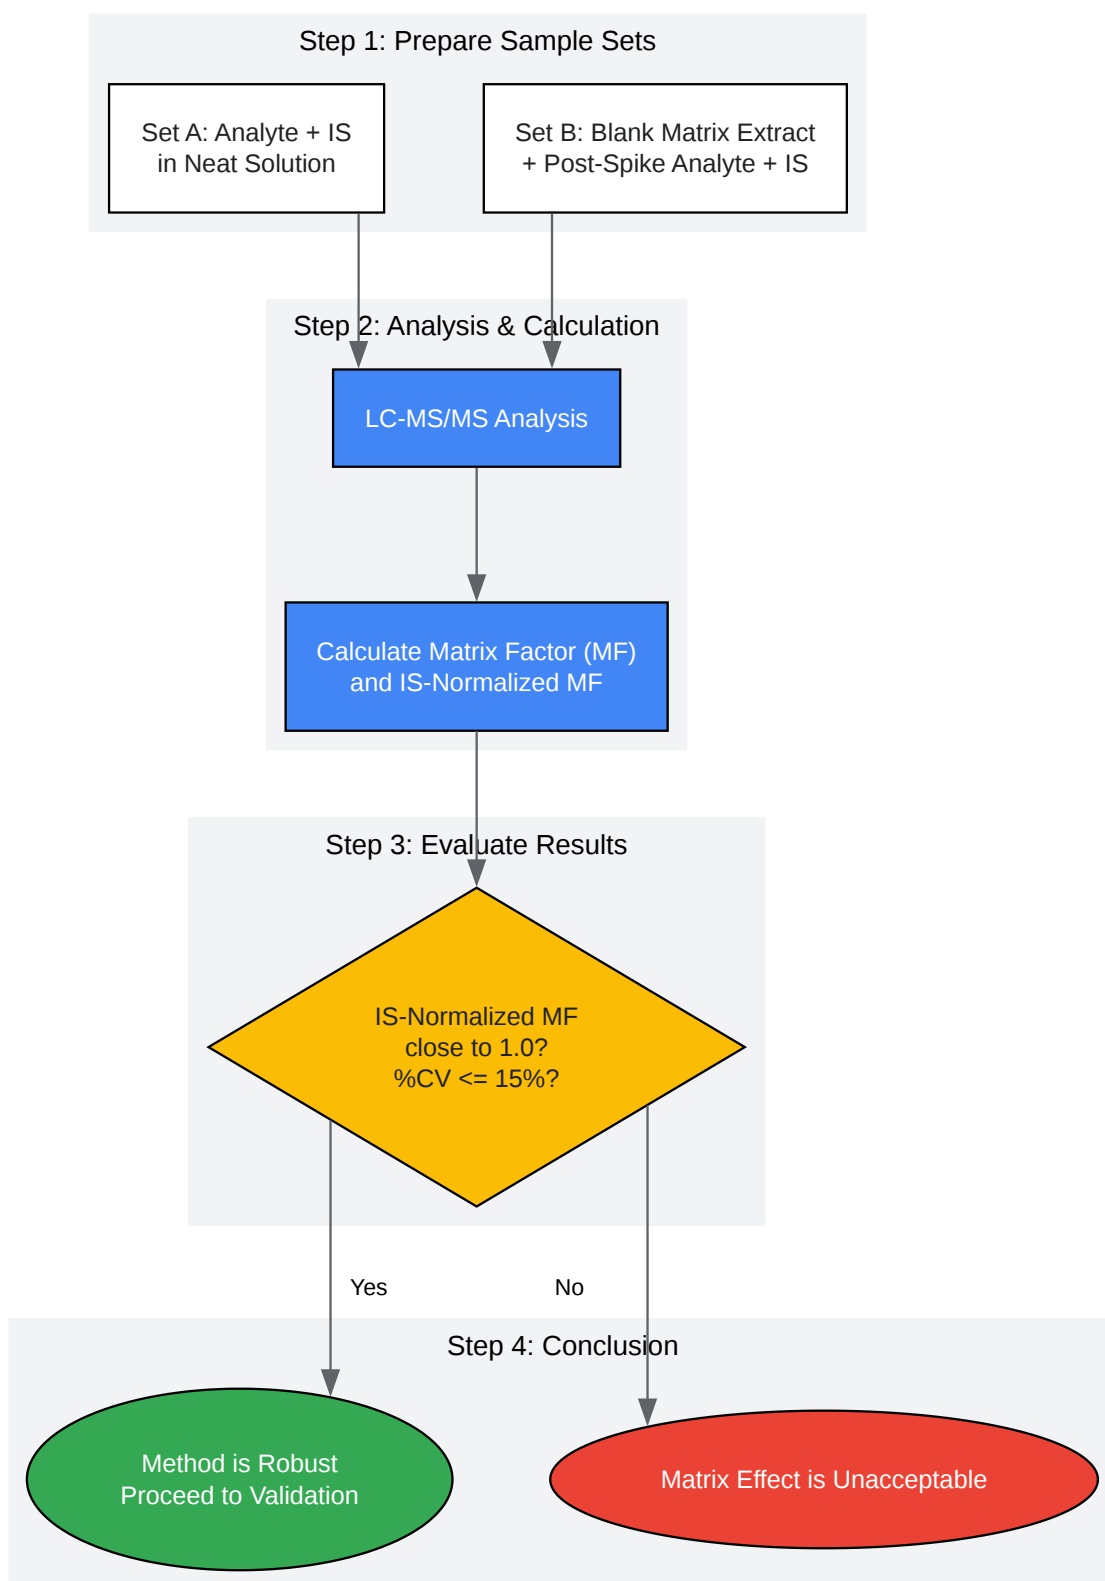 Step 1: Prepare Sample Sets
Set A: Analyte + IS
in Neat Solution
Set B: Blank Matrix Extract
+ Post-Spike Analyte + IS
Step 2: Analysis & Calculation
LC-MS/MS Analysis
Calculate Matrix Factor (MF)
and IS-Normalized MF
Step 3: Evaluate Results
IS-Normalized MF
close to 1.0?
%CV <= 15%?
Yes
No
Step 4: Conclusion
Method is Robust
Proceed to Validation
Matrix Effect is Unacceptable